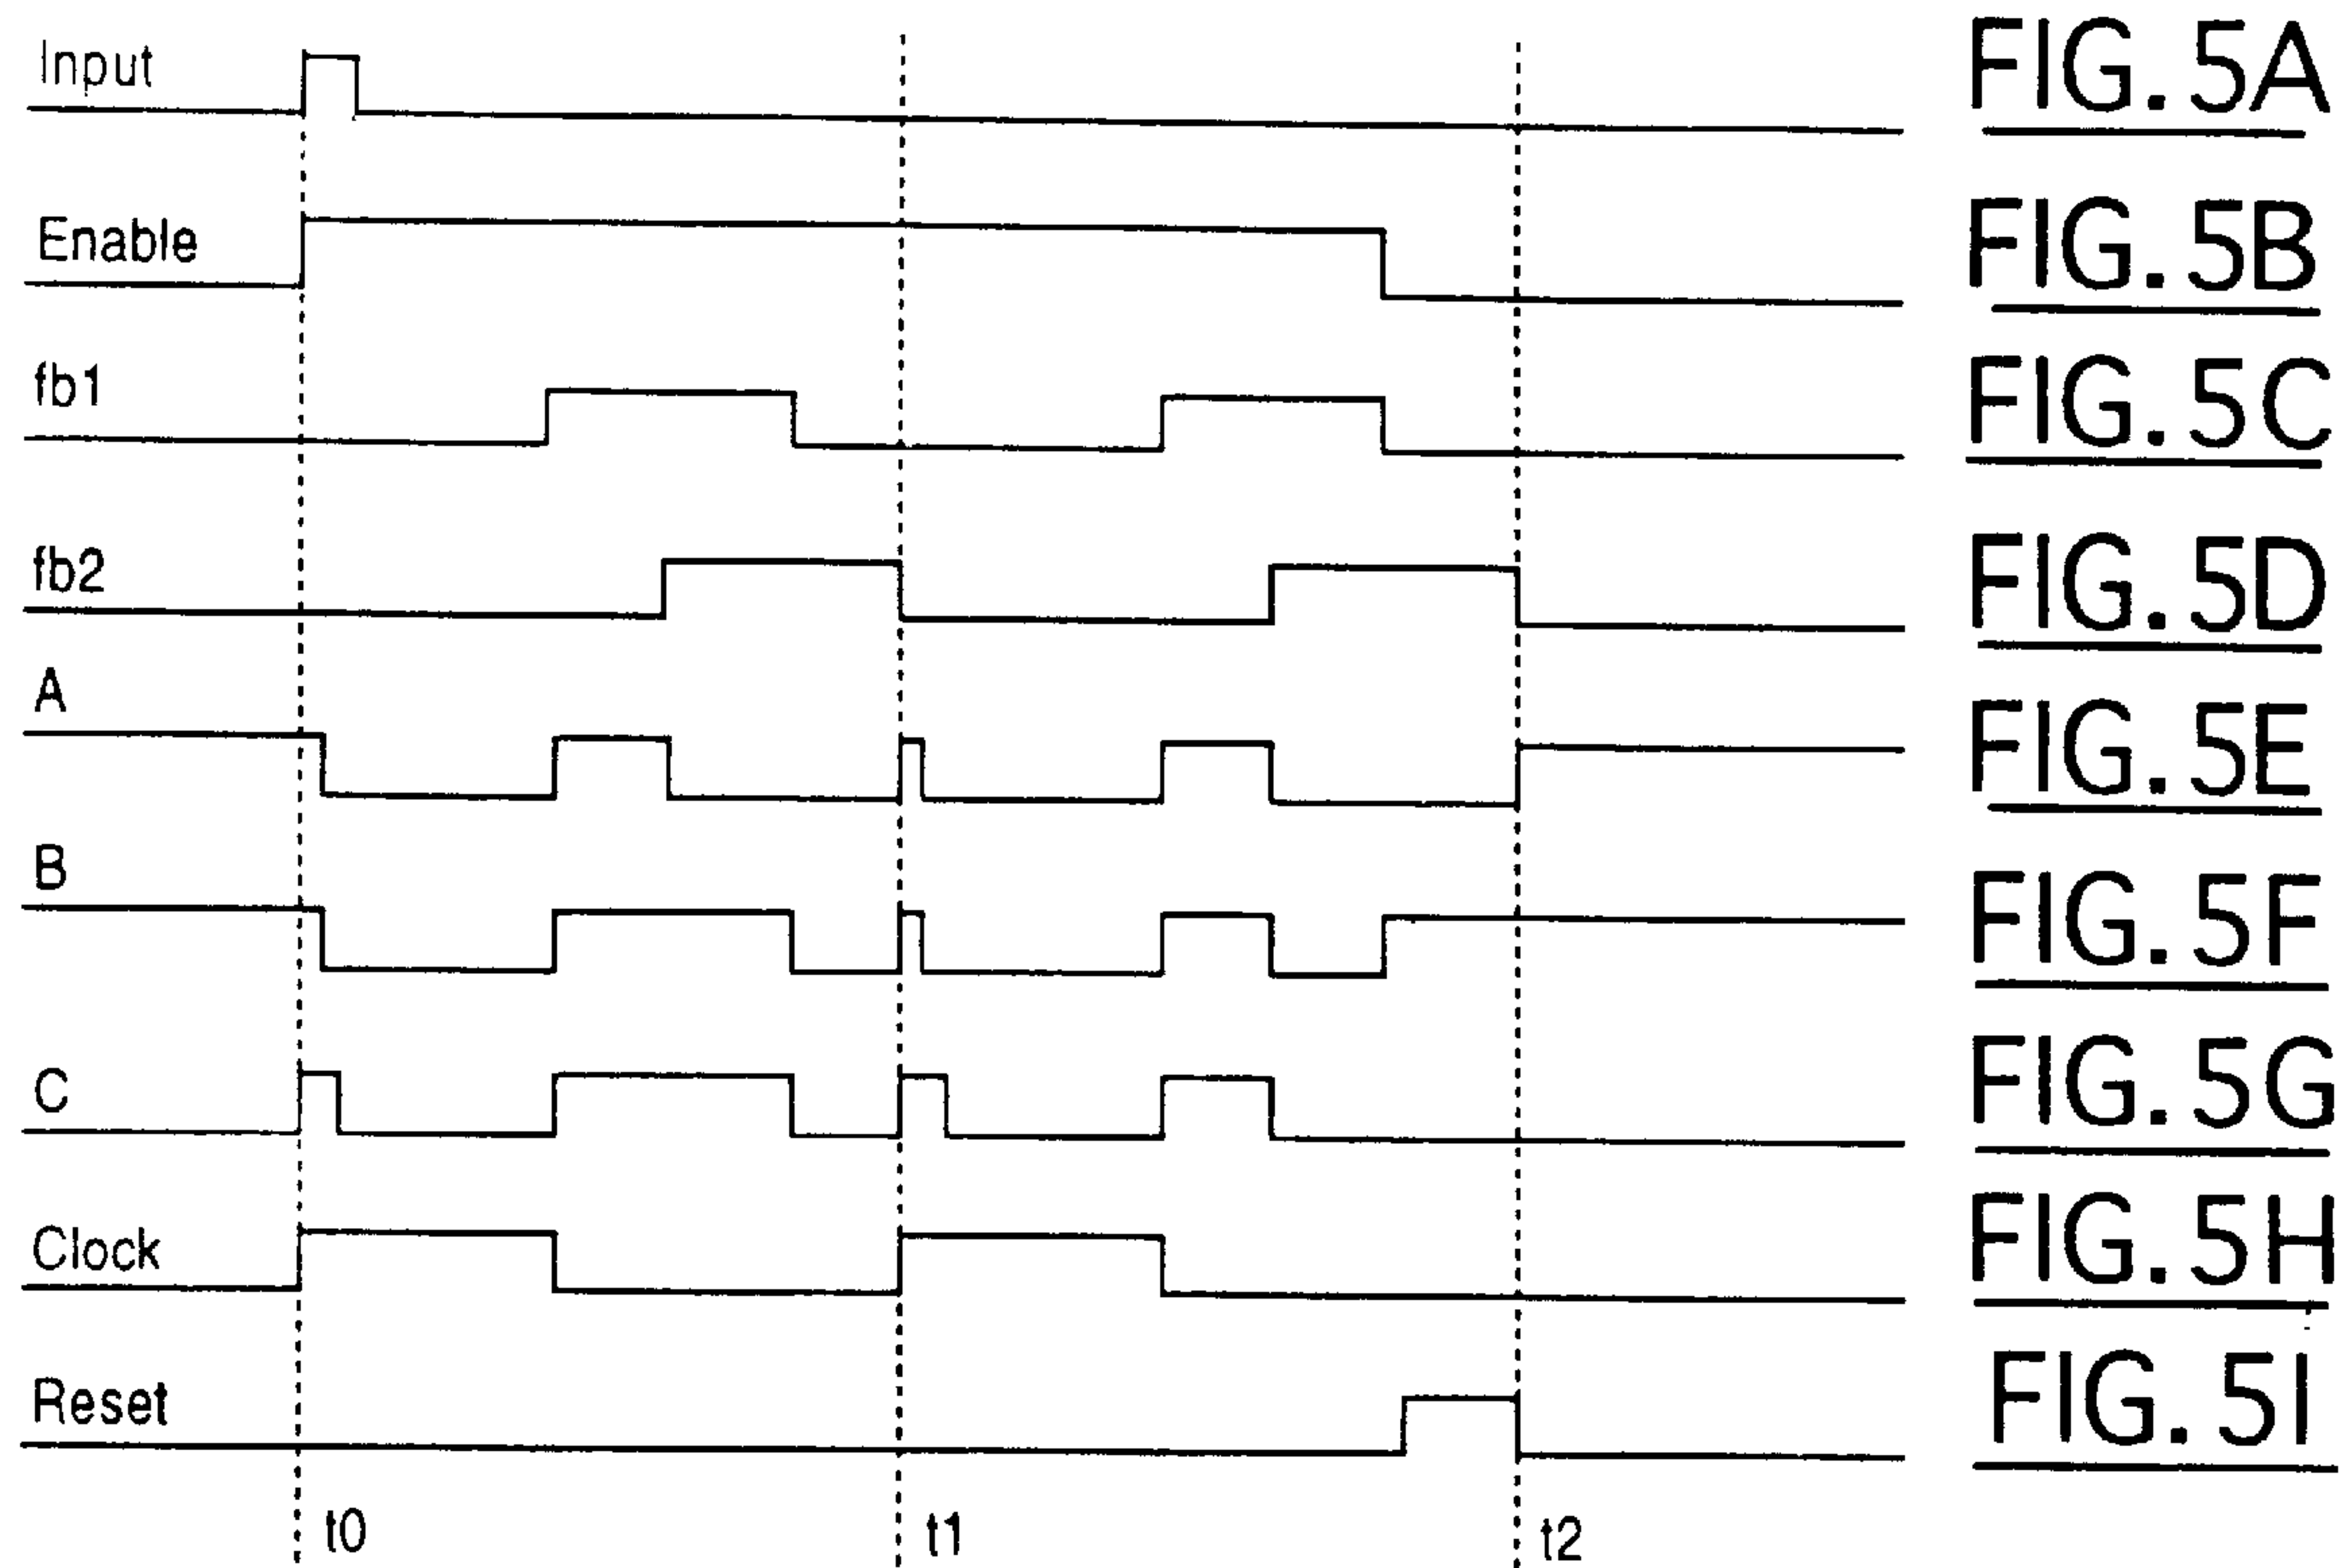 Input FIG. 5A
Enable FIG. 5B
fb1 FIG. 5C
fb2 FIG. 5D
A FIG. 5E
B FIG. 5F
C FIG. 5G
Clock FIG. 5H
Reset FIG. 5I
t0 t1 t2